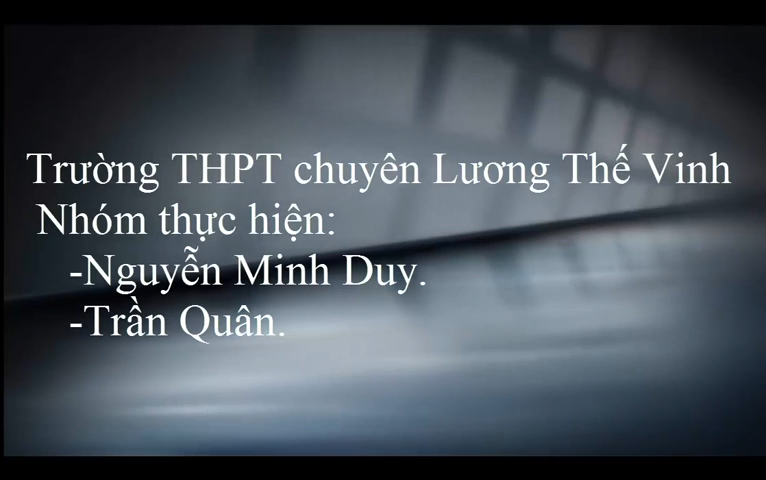 Trường THPT chuyên Lương Thế Vinh
Nhóm thực hiện:
-Nguyễn Minh Duy.
-Trần Quân.